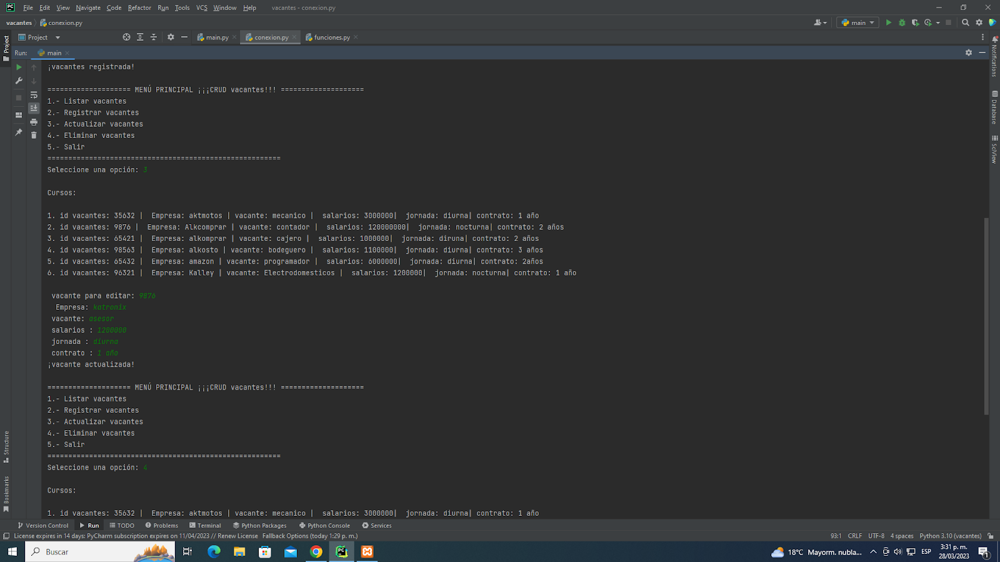 File Edit View Navigate Code Refactor Run Tools VCS Window Help vacantes - conexion.py
vacantes conexion.py main
Project main.py conexion.py funciones.py
Run: main
¡vacantes registrada!
==================== MENÚ PRINCIPAL ¡¡¡CRUD vacantes!!! ====================
1.- Listar vacantes
2.- Registrar vacantes
3.- Actualizar vacantes
4.- Eliminar vacantes
5.- Salir
========================================================
Seleccione una opción: 3
Cursos:
1. id vacantes: 35632 | Empresa: aktmotos | vacante: mecanico | salarios: 3000000| jornada: diurna| contrato: 1 año
2. id vacantes: 9876 | Empresa: Alkcomprar | vacante: contador | salarios: 120000000| jornada: nocturna| contrato: 2 años
3. id vacantes: 65421 | Empresa: alkomprar | vacante: cajero | salarios: 1000000| jornada: diruna| contrato: 2 años
4. id vacantes: 98563 | Empresa: alkosto | vacante: bodeguero | salarios: 1100000| jornada: diurna| contrato: 3 años
5. id vacantes: 65432 | Empresa: amazon | vacante: programador | salarios: 6000000| jornada: diurna| contrato: 2años
6. id vacantes: 96321 | Empresa: Kalley | vacante: Electrodomesticos | salarios: 1200000| jornada: nocturna| contrato: 1 año
vacante para editar: 9876
Empresa: katronix
vacante: asesor
salarios : 1200000
jornada : diurna
contrato : 1 año
¡vacante actualizada!
==================== MENÚ PRINCIPAL ¡¡¡CRUD vacantes!!! ====================
1.- Listar vacantes
2.- Registrar vacantes
3.- Actualizar vacantes
4.- Eliminar vacantes
5.- Salir
========================================================
Seleccione una opción: 4
Cursos:
1. id vacantes: 35632 | Empresa: aktmotos | vacante: mecanico | salarios: 3000000| jornada: diurna| contrato: 1 año
Project
Structure
Bookmarks
Notifications
Database
SciView
Version Control Run TODO Problems Terminal Python Packages Python Console Services
License expires in 14 days: PyCharm subscription expires on 11/04/2023 // Renew License Fallback Options (today 1:29 p. m.) 93:1 CRLF UTF-8 4 spaces Python 3.10 (vacantes)
Buscar 18°C Mayorm. nubla... ESP 3:31 p. m.
28/03/2023 1